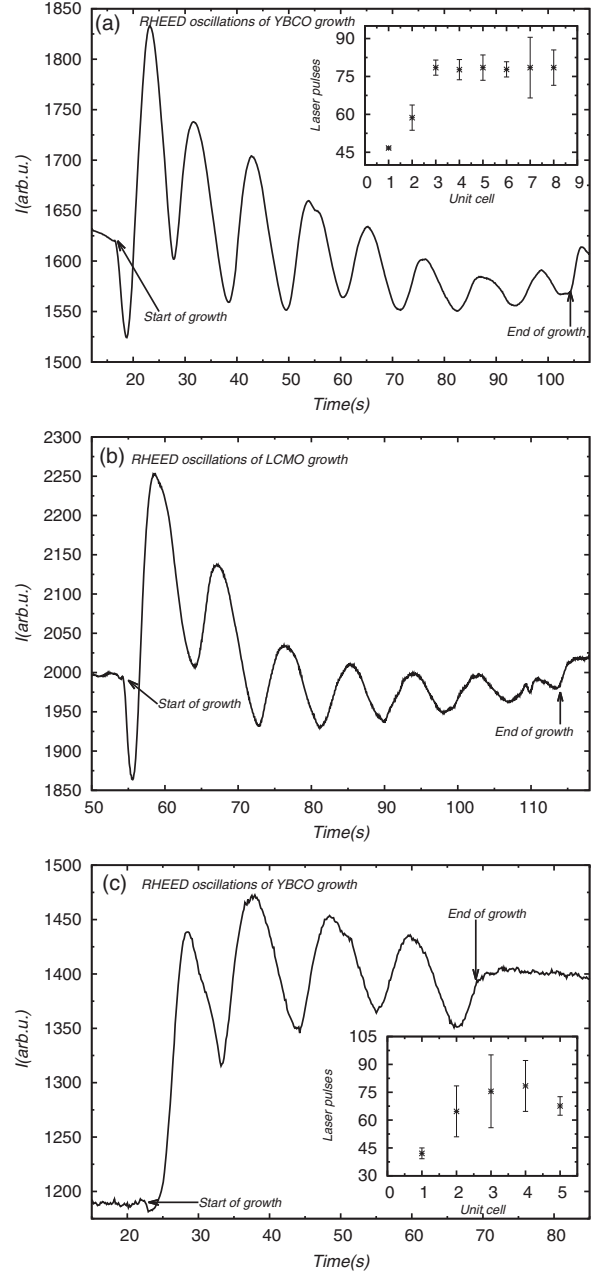 (a)
RHEED oscillations of YBCO growth
1850
1800
1750
1700
1650
1600
1550
1500
I(arb.u.)
Start of growth
End of growth
20 30 40 50 60 70 80 90 100
Time(s)
90
75
60
45
Laser pulses
0 1 2 3 4 5 6 7 8 9
Unit cell
(b)
RHEED oscillations of LCMO growth
2300
2250
2200
2150
2100
2050
2000
1950
1900
1850
I(arb.u.)
Start of growth
End of growth
50 60 70 80 90 100 110
Time(s)
(c)
RHEED oscillations of YBCO growth
1500
1450
1400
1350
1300
1250
1200
I(arb.u.)
End of growth
Start of growth
20 30 40 50 60 70 80
Time(s)
105
90
75
60
45
30
Laser pulses
0 1 2 3 4 5
Unit cell